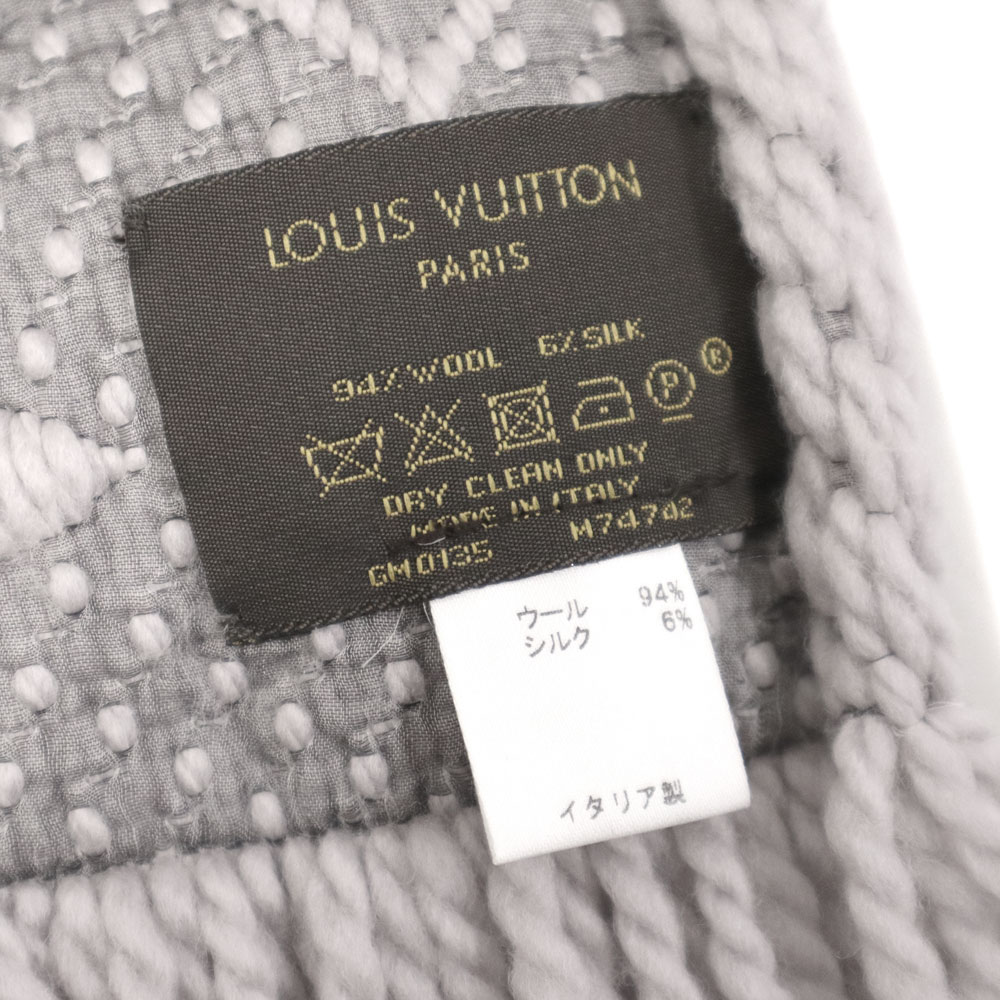 LOUIS VUITTON
PARIS
94% WOOL 6% SILK
P R
DRY CLEAN ONLY
MADE IN ITALY
GM0135 M74742
ウール 94%
シルク 6%
イタリア製